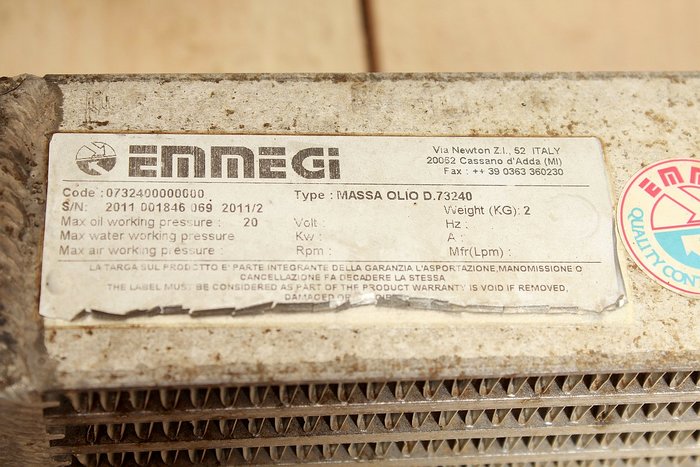 EMMEGI
Via Newton Z.I., 52 ITALY
20062 Cassano d'Adda (MI)
Fax : ++ 39 0363 360230
Code : 0732400000000 Type : MASSA OLIO D.73240
S/N: 2011 001846 069 2011/2 Weight (KG): 2
Max oil working pressure : 20 Volt : Hz :
Max water working pressure Kw : A :
Max air working pressure : Rpm : Mfr(Lpm) :
LA TARGA SUL PRODOTTO E' PARTE INTEGRANTE DELLA GARANZIA L'ASPORTAZIONE, MANOMISSIONE O
CANCELLAZIONE FA DECADERE LA STESSA
THE LABEL MUST BE CONSIDERED AS PART OF THE PRODUCT WARRANTY IS VOID IF REMOVED,
DAMAGED OR
EMM
QUALITY CONT